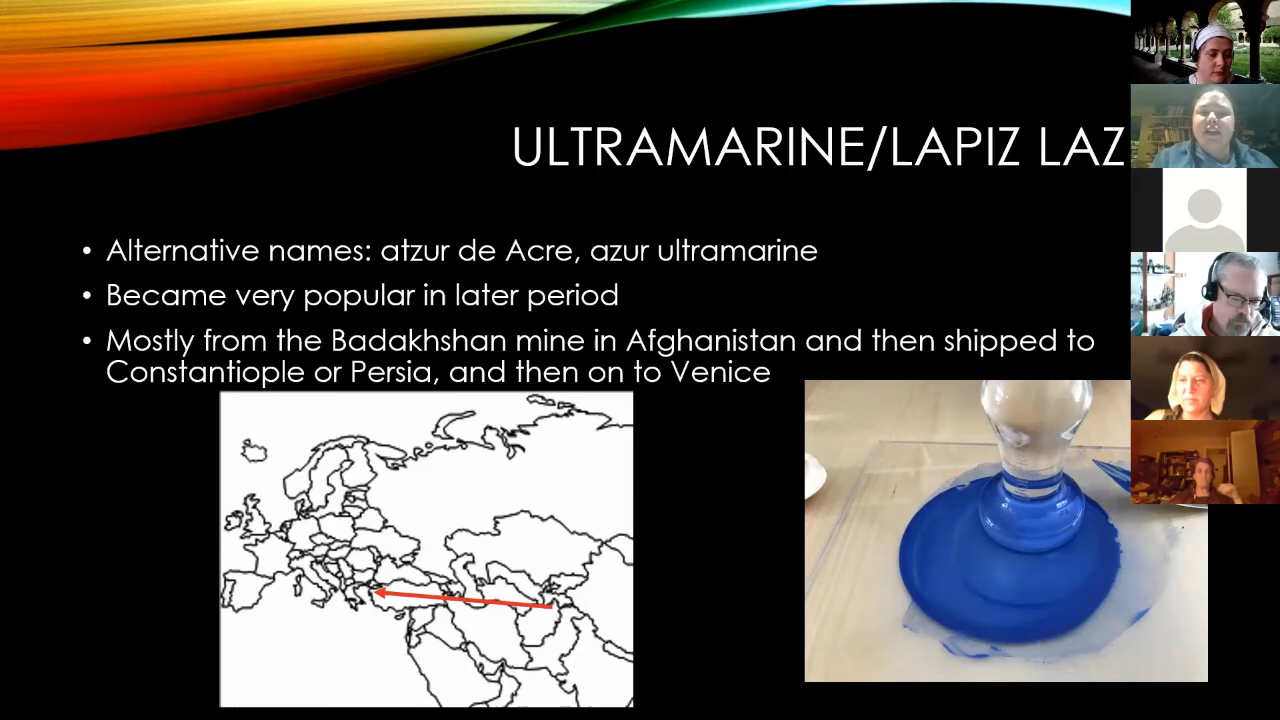 ULTRAMARINE/LAPIZ LAZ
• Alternative names: atzur de Acre, azur ultramarine
• Became very popular in later period
• Mostly from the Badakhshan mine in Afghanistan and then shipped to
Constantiople or Persia, and then on to Venice